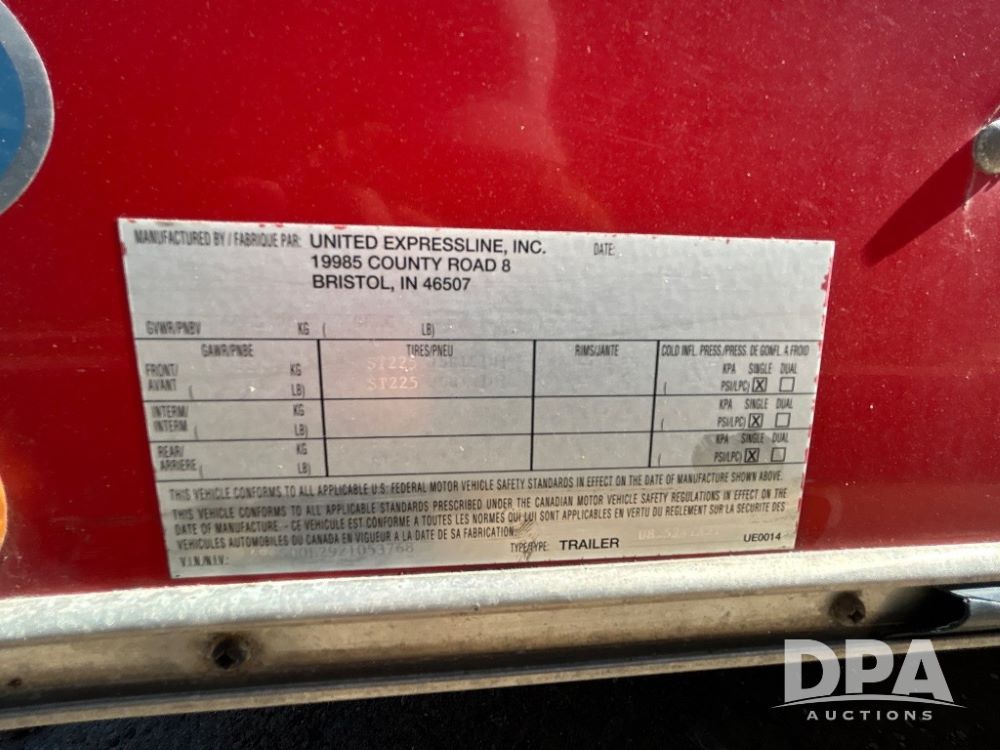 MANUFACTURED BY / FABRIQUE PAR: UNITED EXPRESSLINE, INC. DATE:
19985 COUNTY ROAD 8
BRISTOL, IN 46507
GVWR/PNBV KG ( LB)
GAWR/PNBE TIRES/PNEU RIMS/JANTE COLD INFL. PRESS./PRESS. DE GONFL. A FROID
FRONT/ KG ST225 KPA SINGLE DUAL
AVANT ( LB) ST225 ( PSI/LPC) X
INTERM/ KG KPA SINGLE DUAL
INTERM ( LB) ( PSI/LPC) X
REAR/ KG KPA SINGLE DUAL
ARRIERE ( LB) ( PSI/LPC) X
THIS VEHICLE CONFORMS TO ALL APPLICABLE U.S. FEDERAL MOTOR VEHICLE SAFETY STANDARDS IN EFFECT ON THE DATE OF MANUFACTURE SHOWN ABOVE.
THIS VEHICLE CONFORMS TO ALL APPLICABLE STANDARDS PRESCRIBED UNDER THE CANADIAN MOTOR VEHICLE SAFETY REGULATIONS IN EFFECT ON THE
DATE OF MANUFACTURE - CE VEHICULE EST CONFORME A TOUTES LES NORMES QUI LUI SONT APPLICABLES EN VERTU DU REGLEMENT SUR LA SECURITE DES
VEHICULES AUTOMOBILES DU CANADA EN VIGUEUR A LA DATE DE SA FABRICATION.
V.I.N./N.I.V.: TYPE/TYPE: TRAILER UE0014
DPA
AUCTIONS